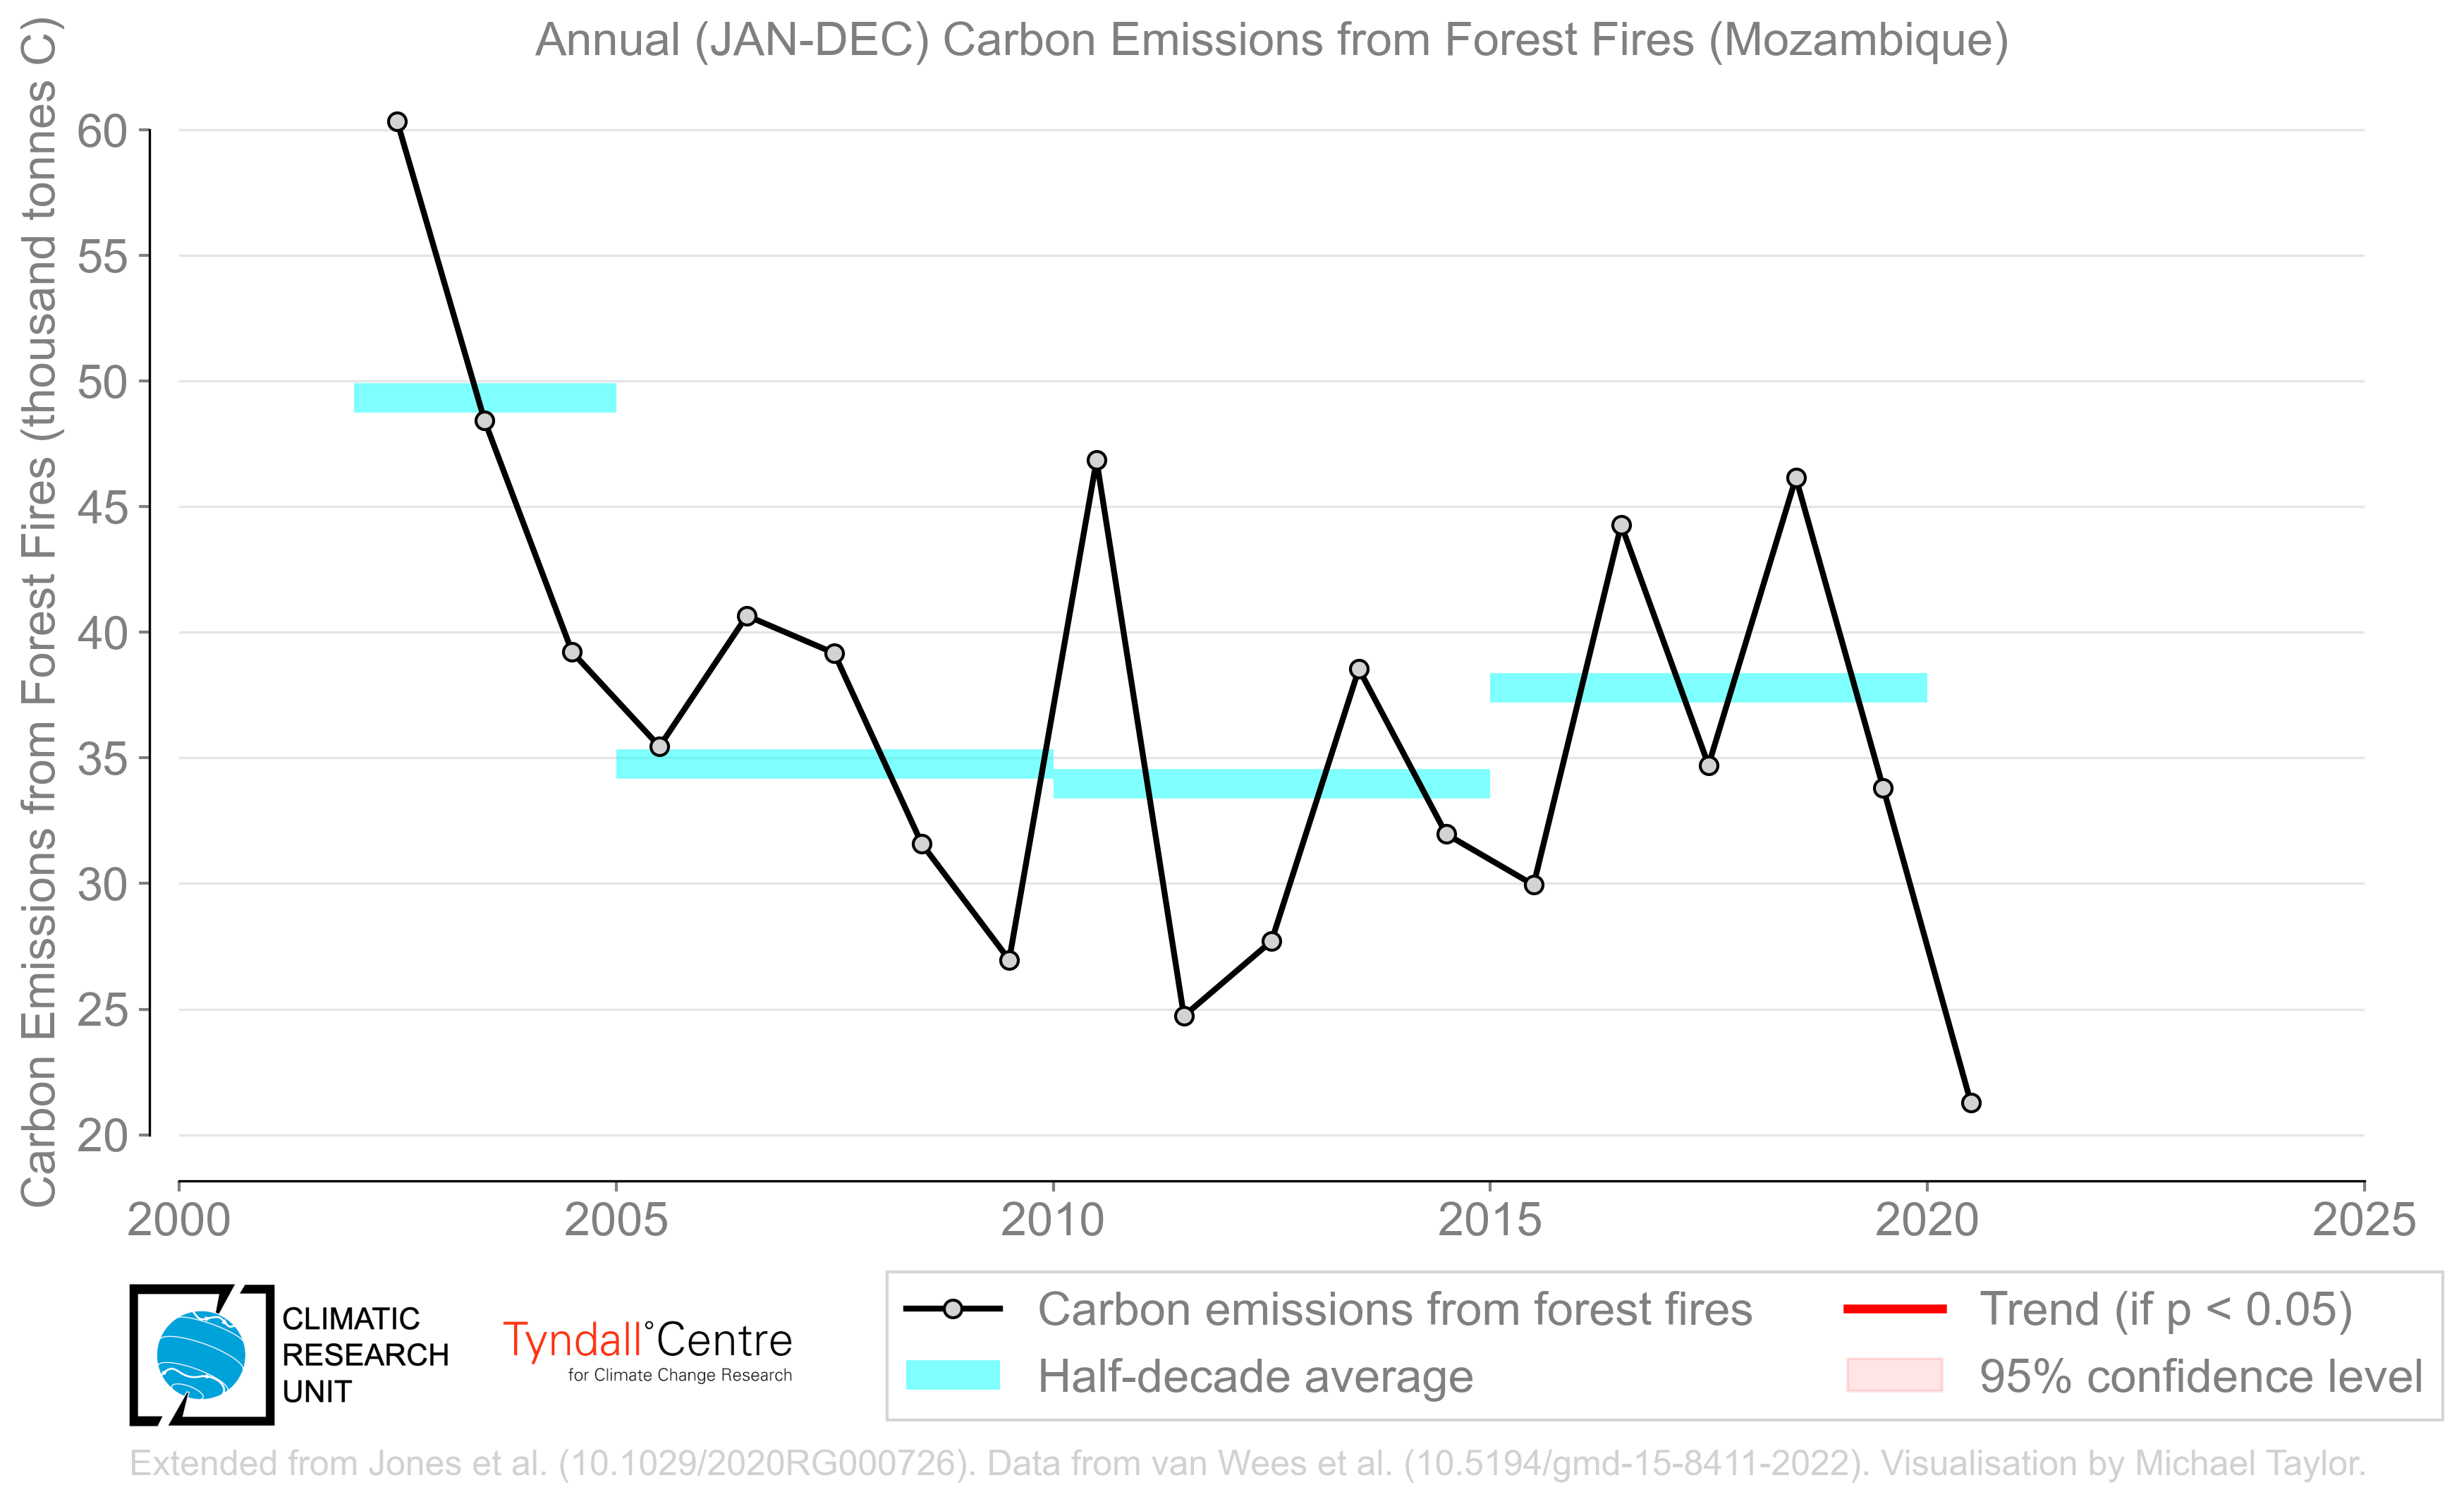 Annual (JAN-DEC) Carbon Emissions from Forest Fires (Mozambique)
Carbon Emissions from Forest Fires (thousand tonnes C)
60
55
50
45
40
35
30
25
20
2000 2005 2010 2015 2020 2025
CLIMATIC
RESEARCH
UNIT
Tyndall°Centre
for Climate Change Research
Carbon emissions from forest fires
Half-decade average
Trend (if p < 0.05)
95% confidence level
Extended from Jones et al. (10.1029/2020RG000726). Data from van Wees et al. (10.5194/gmd-15-8411-2022). Visualisation by Michael Taylor.